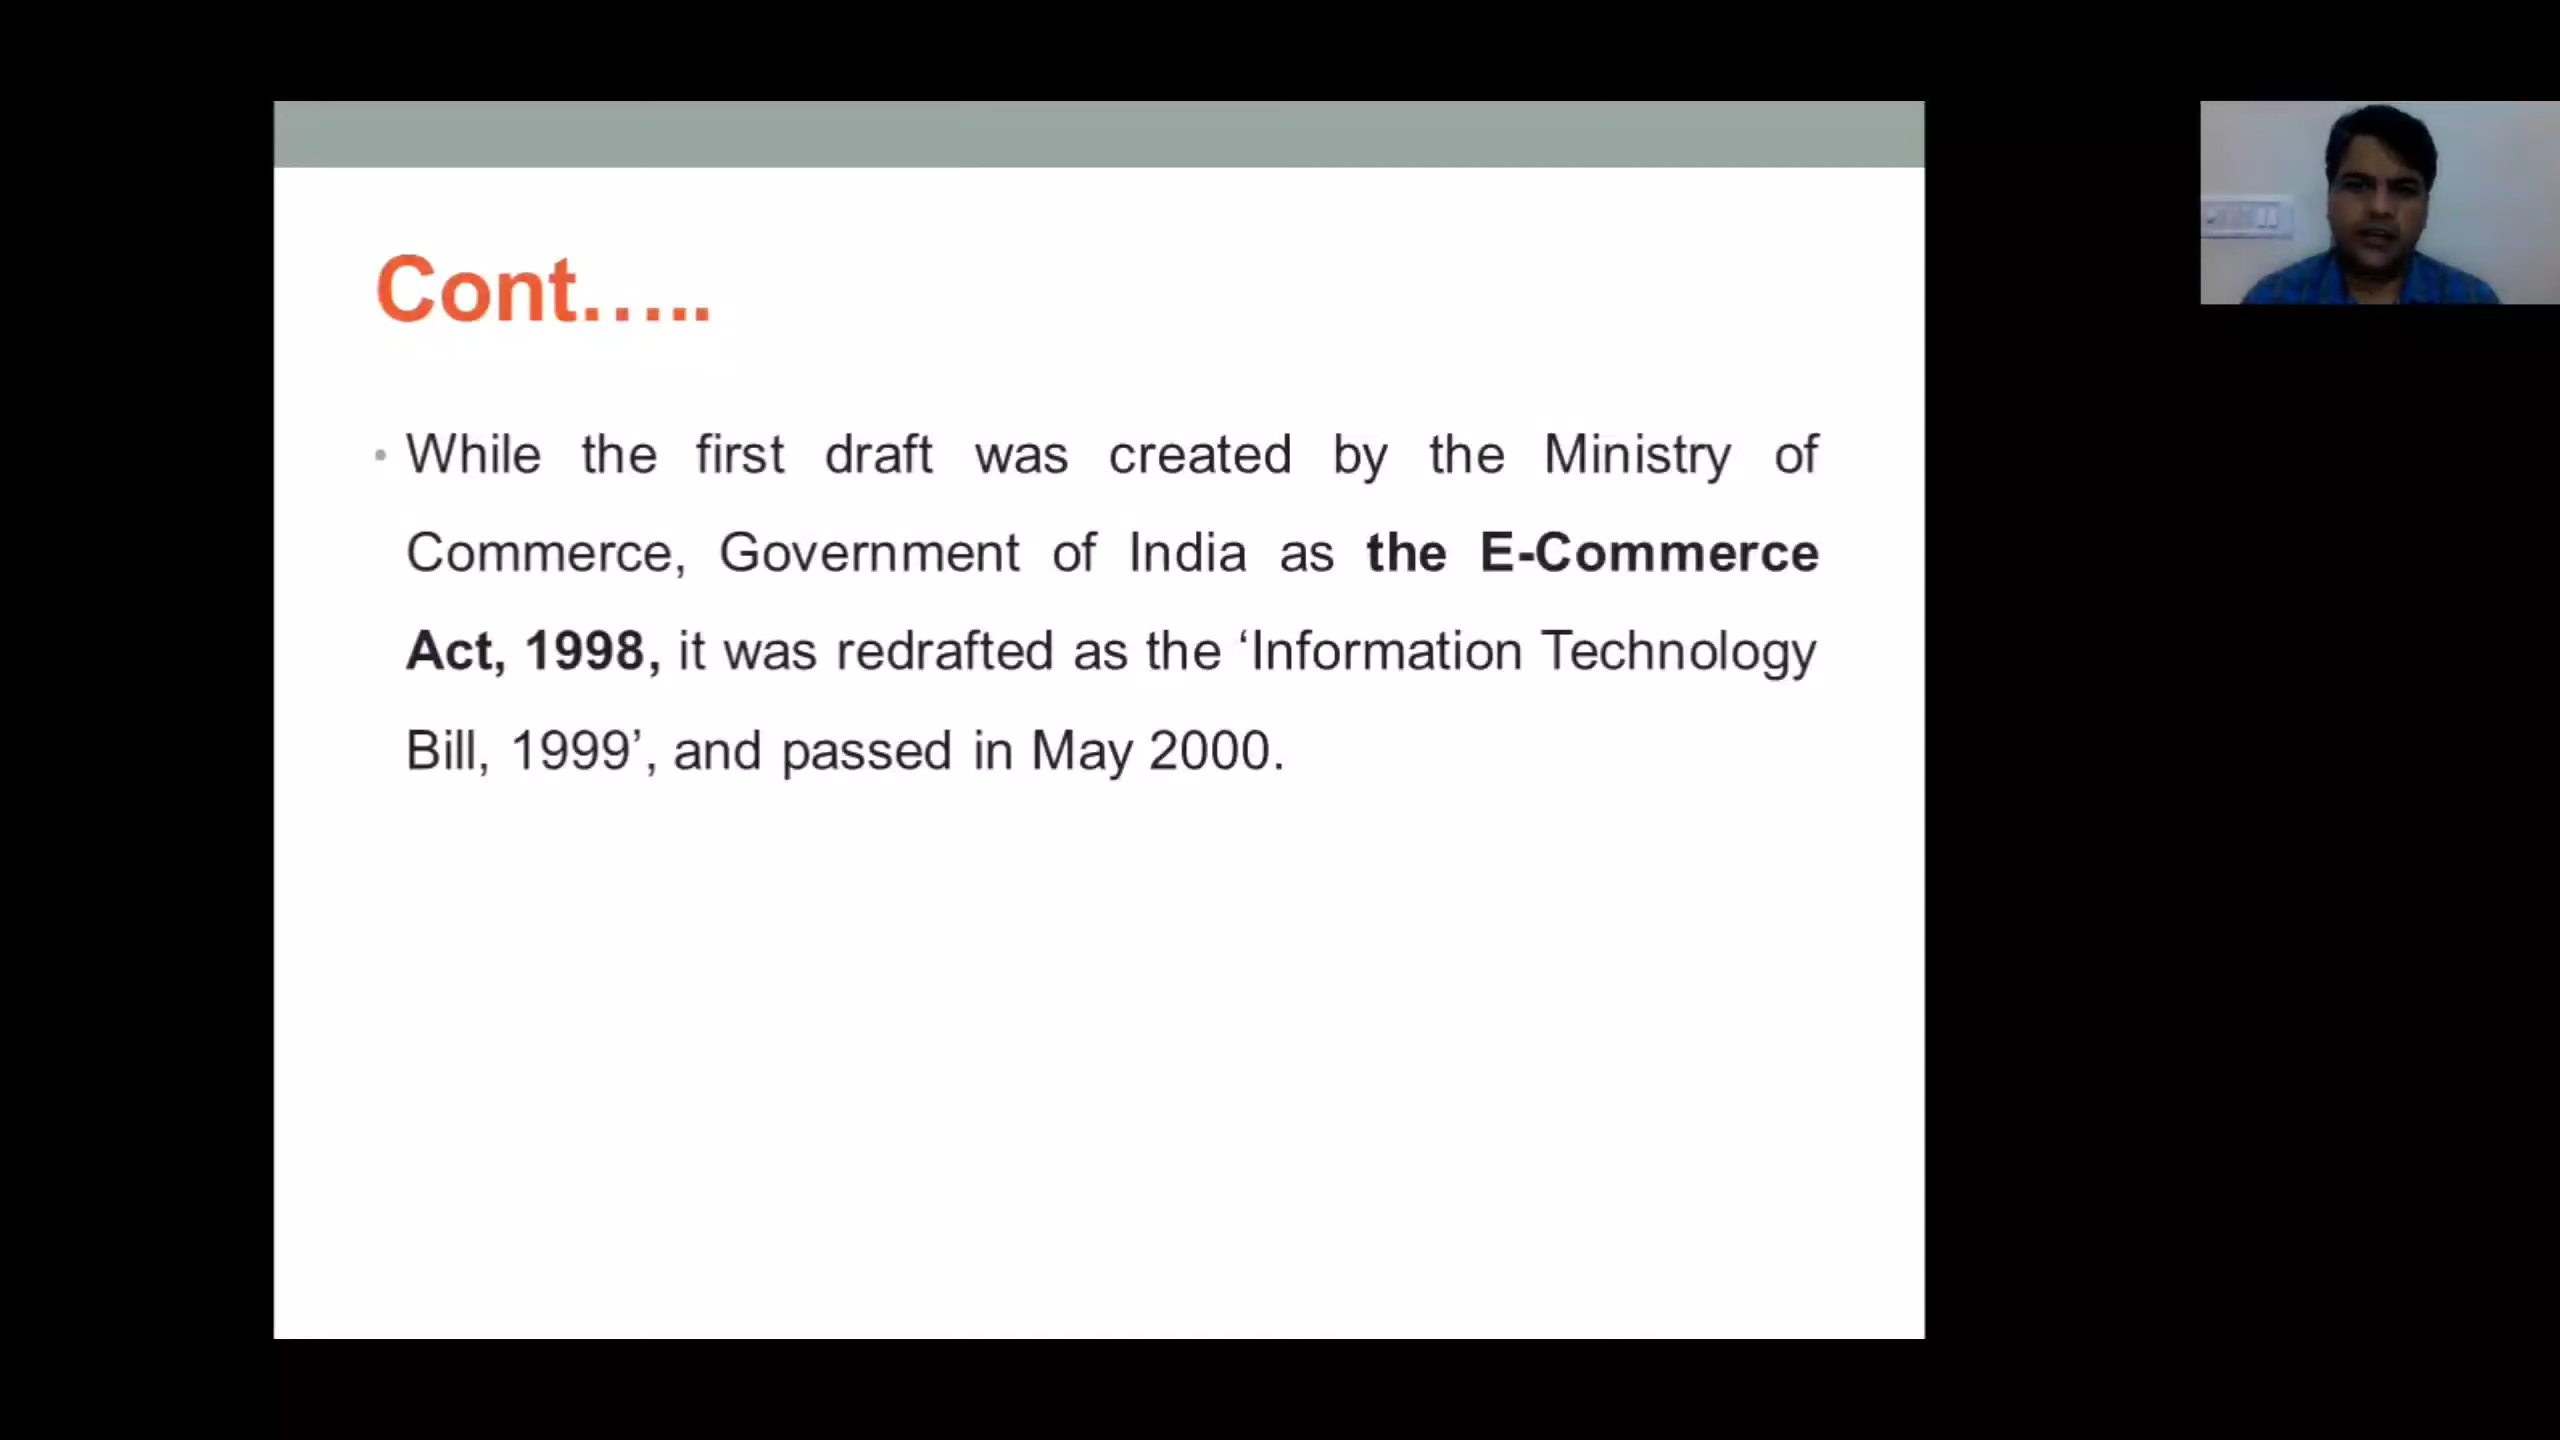 Cont…..
• While the first draft was created by the Ministry of
Commerce, Government of India as the E-Commerce
Act, 1998, it was redrafted as the ‘Information Technology
Bill, 1999’, and passed in May 2000.